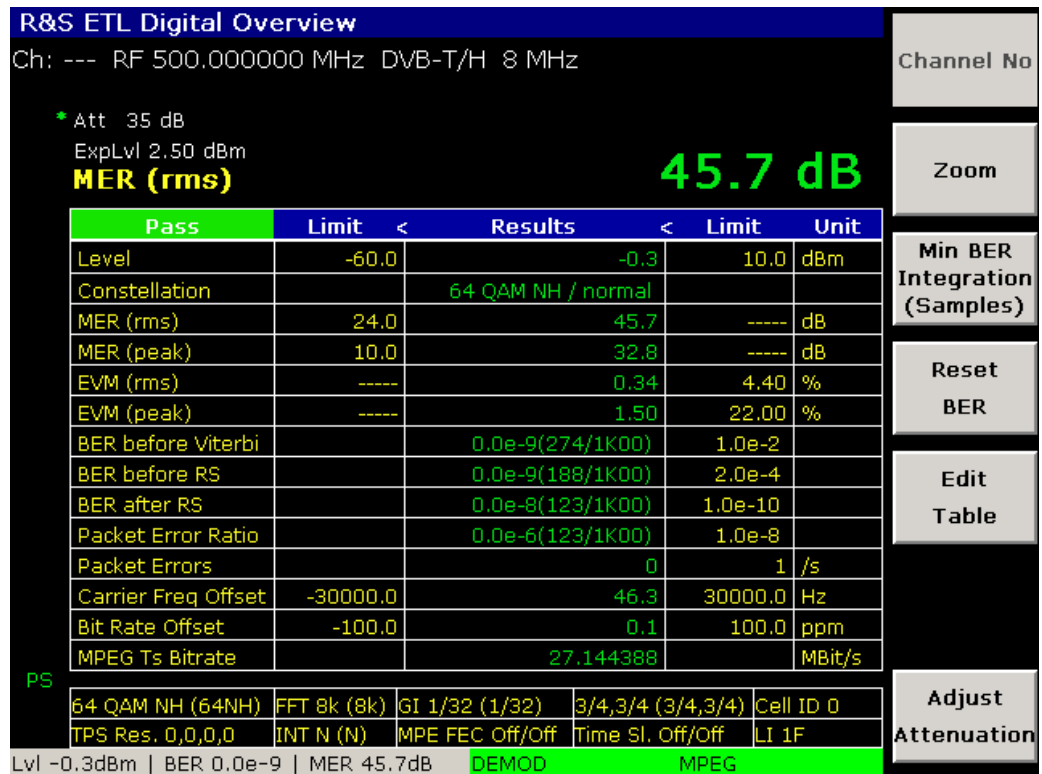 R&S ETL Digital Overview
Ch: --- RF 500.000000 MHz DVB-T/H 8 MHz
* Att 35 dB
ExpLvl 2.50 dBm
MER (rms) 45.7 dB
Pass Limit < Results < Limit Unit
Level -60.0 -0.3 10.0 dBm
Constellation 64 QAM NH / normal
MER (rms) 24.0 45.7 ----- dB
MER (peak) 10.0 32.8 ----- dB
EVM (rms) ----- 0.34 4.40 %
EVM (peak) ----- 1.50 22.00 %
BER before Viterbi 0.0e-9(274/1K00) 1.0e-2
BER before RS 0.0e-9(188/1K00) 2.0e-4
BER after RS 0.0e-8(123/1K00) 1.0e-10
Packet Error Ratio 0.0e-6(123/1K00) 1.0e-8
Packet Errors 0 1 /s
Carrier Freq Offset -30000.0 46.3 30000.0 Hz
Bit Rate Offset -100.0 0.1 100.0 ppm
MPEG Ts Bitrate 27.144388 MBit/s
PS
64 QAM NH (64NH) FFT 8k (8k) GI 1/32 (1/32) 3/4,3/4 (3/4,3/4) Cell ID 0
TPS Res. 0,0,0,0 INT N (N) MPE FEC Off/Off Time Sl. Off/Off LI 1F
Lvl -0.3dBm | BER 0.0e-9 | MER 45.7dB DEMOD MPEG
Channel No
Zoom
Min BER
Integration
(Samples)
Reset
BER
Edit
Table
Adjust
Attenuation